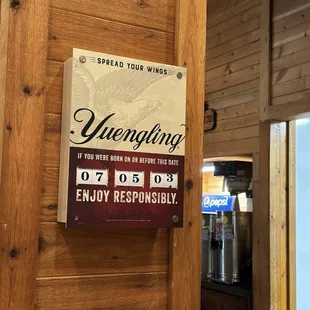 SPREAD YOUR WINGS
Yuengling
IF YOU WERE BORN ON OR BEFORE THIS DATE
07 05 03
ENJOY RESPONSIBLY.
pepsi